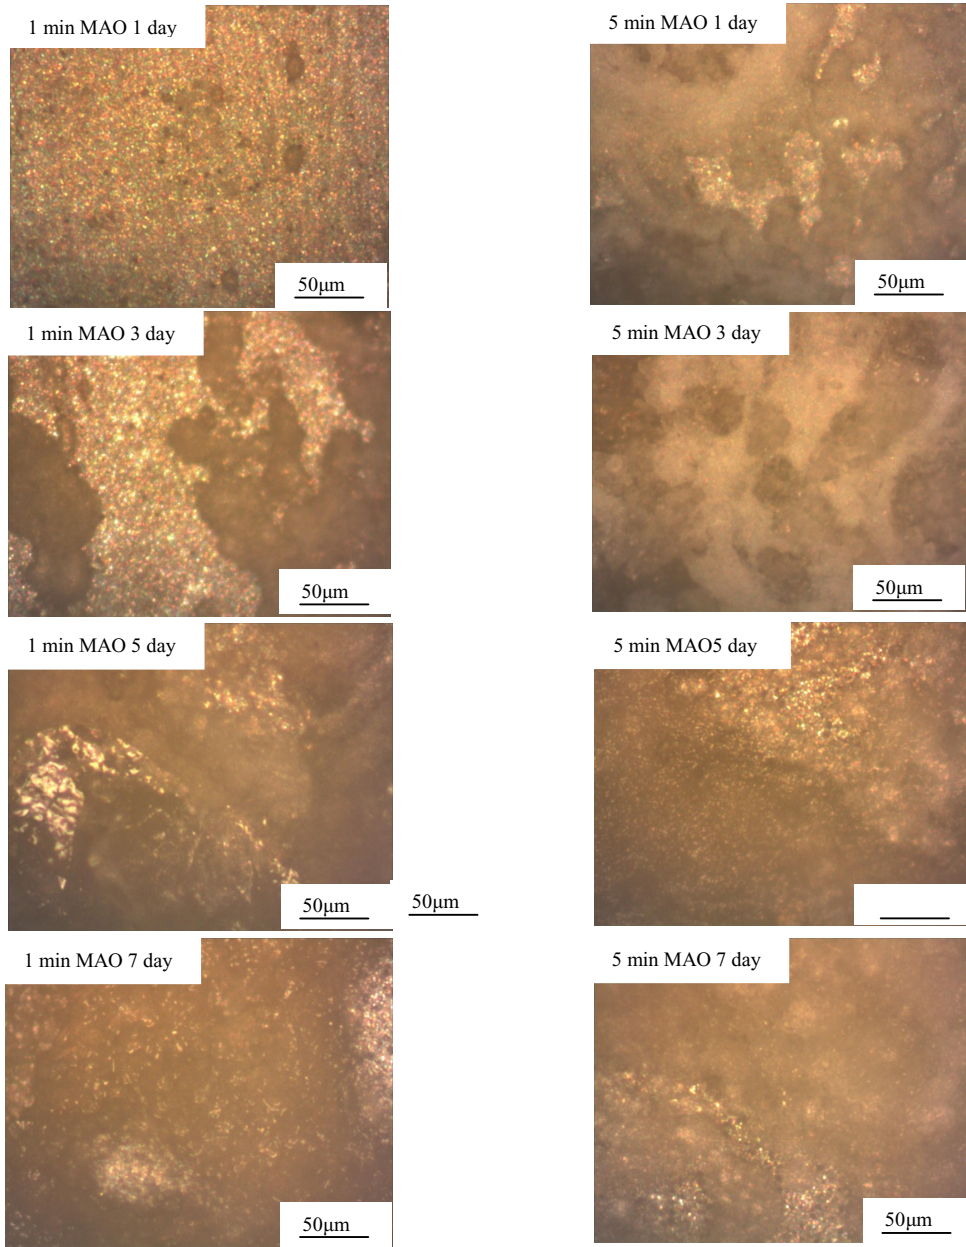 1 min MAO 1 day
5 min MAO 1 day
50μm
50μm
1 min MAO 3 day
5 min MAO 3 day
50μm
50μm
1 min MAO 5 day
5 min MAO5 day
50μm
50μm
1 min MAO 7 day
5 min MAO 7 day
50μm
50μm